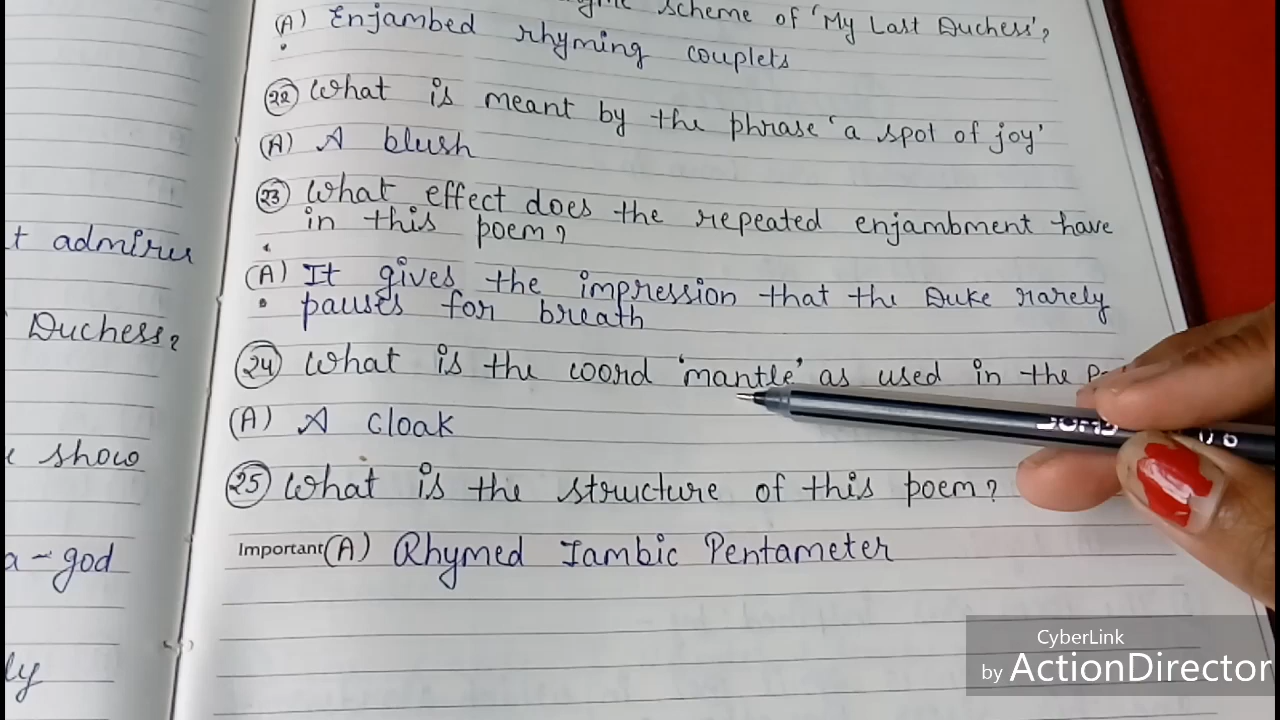 scheme of 'My Last Duchess'?
(A) Enjambed rhyming couplets
22 What is meant by the phrase 'a spot of joy'
(A) A blush
23 What effect does the repeated enjambment have
in this poem?
(A) It gives the impression that the Duke rarely
pauses for breath
24 What is the word 'mantle' as used in the
(A) A cloak
25 What is the structure of this poem?
Important (A) Rhymed Iambic Pentameter
admirer
Duchess?
show
a-god
ly
CyberLink
by ActionDirector